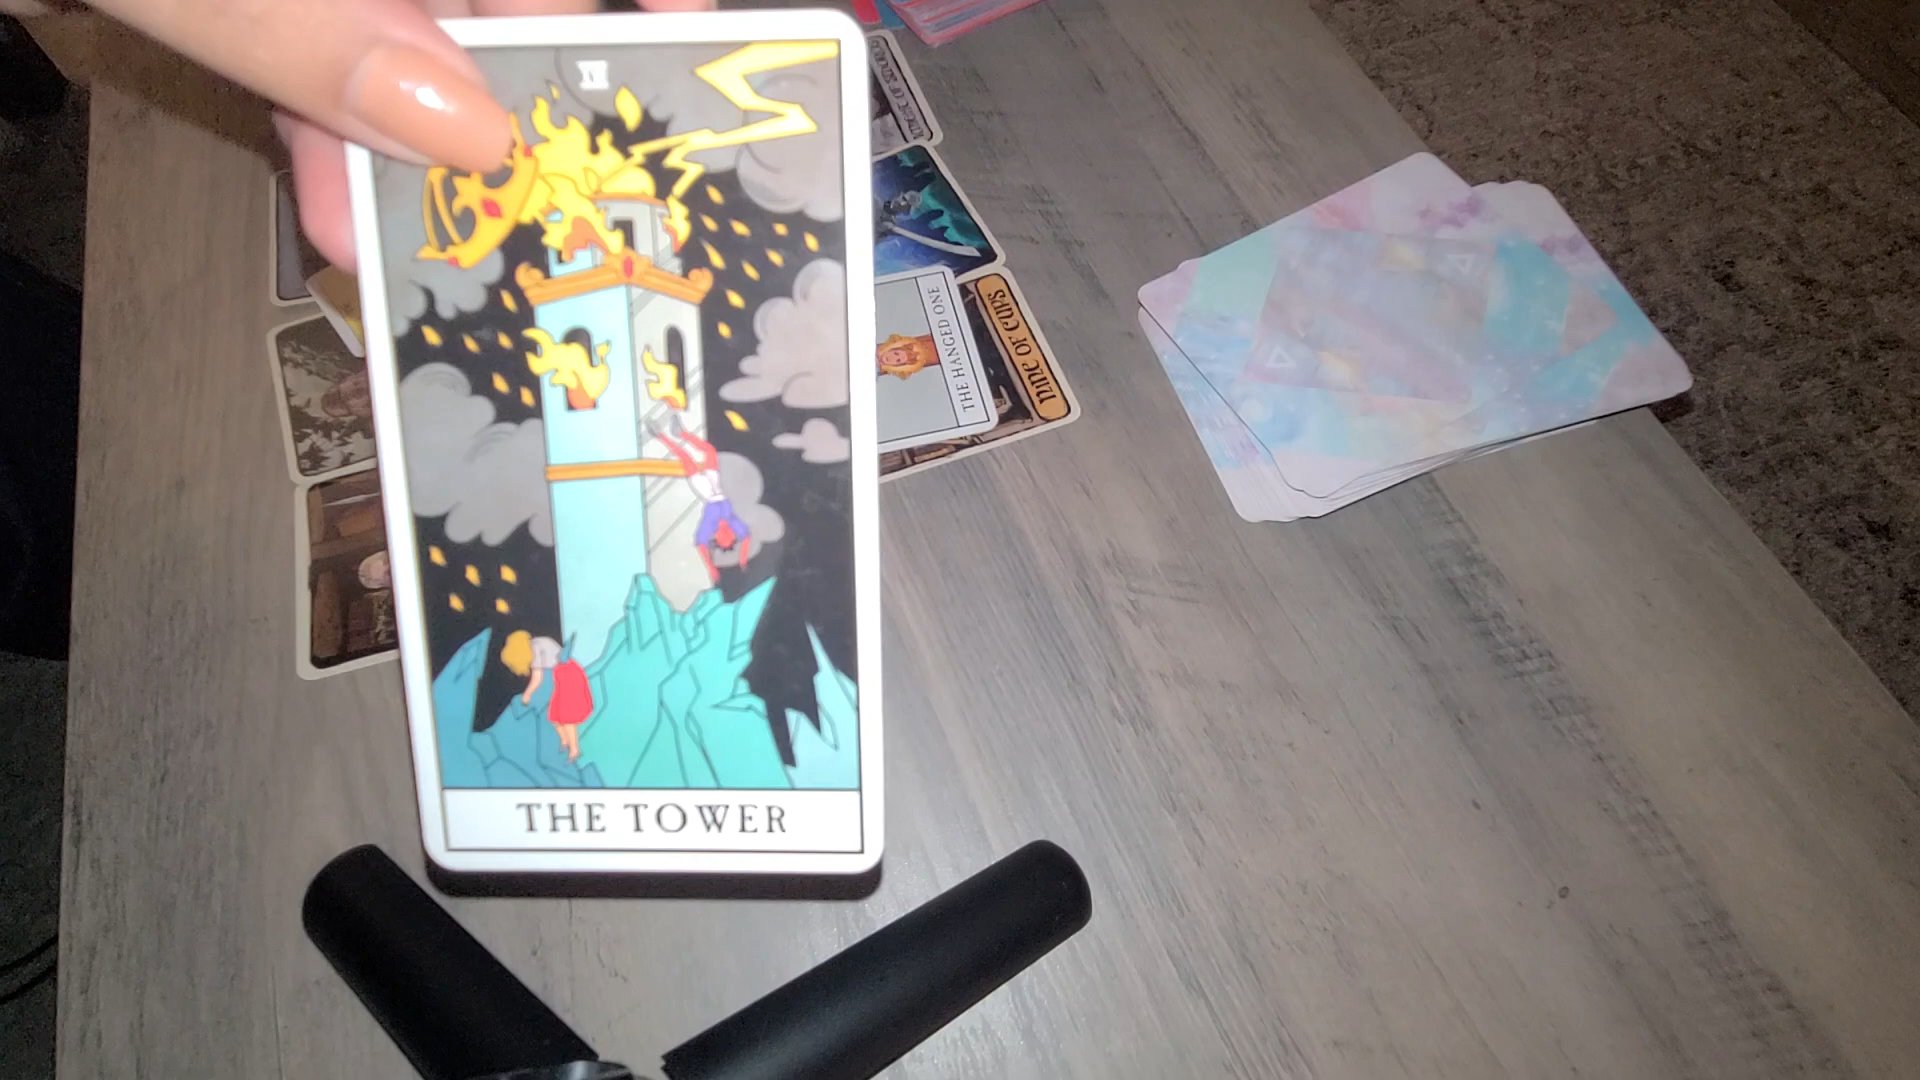 THE TOWER
THE HANGED ONE
NINE OF CUPS